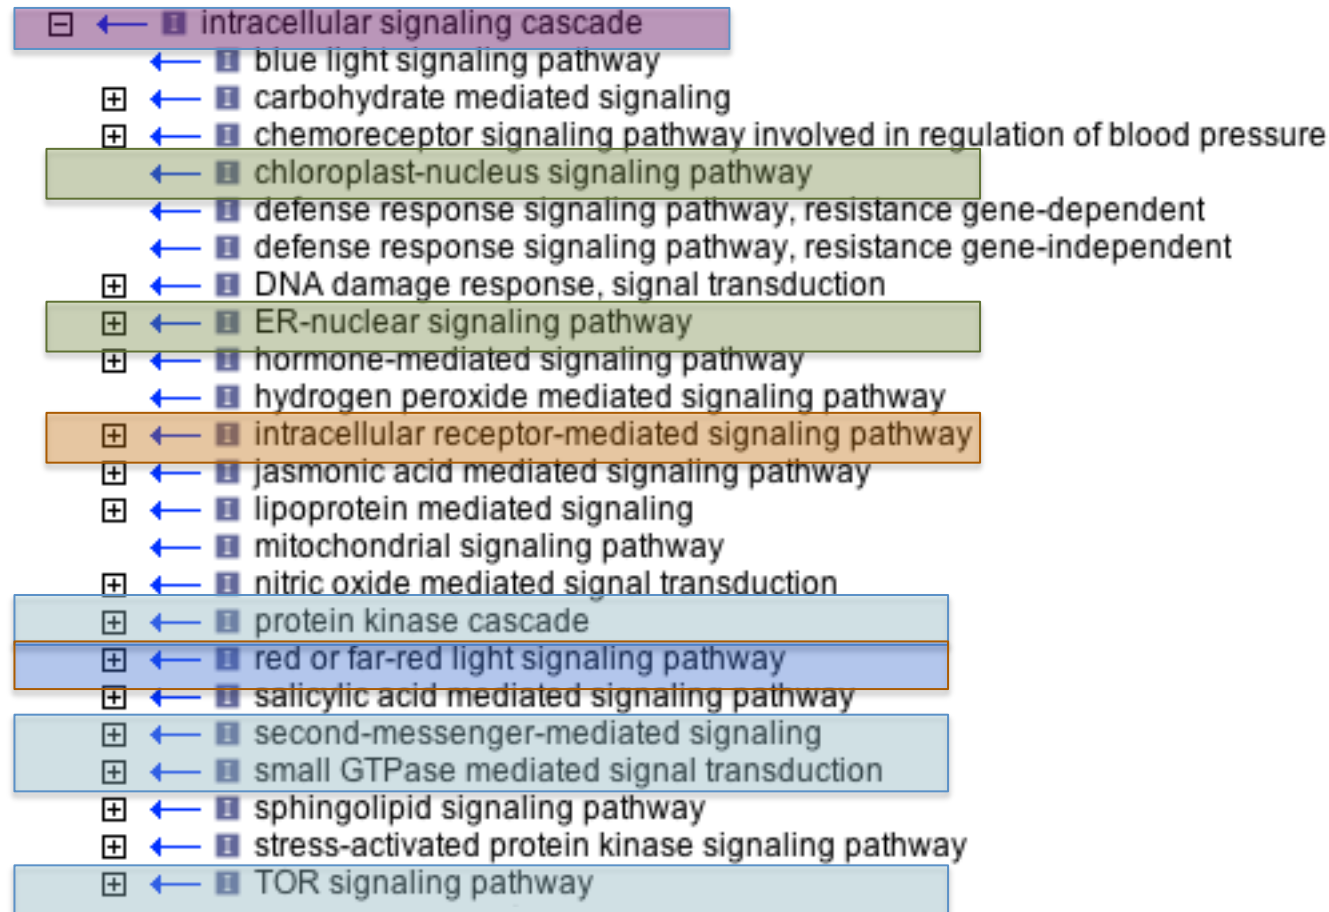 intracellular signaling cascade
blue light signaling pathway
carbohydrate mediated signaling
chemoreceptor signaling pathway involved in regulation of blood pressure
chloroplast-nucleus signaling pathway
defense response signaling pathway, resistance gene-dependent
defense response signaling pathway, resistance gene-independent
DNA damage response, signal transduction
ER-nuclear signaling pathway
hormone-mediated signaling pathway
hydrogen peroxide mediated signaling pathway
intracellular receptor-mediated signaling pathway
jasmonic acid mediated signaling pathway
lipoprotein mediated signaling
mitochondrial signaling pathway
nitric oxide mediated signal transduction
protein kinase cascade
red or far-red light signaling pathway
salicylic acid mediated signaling pathway
second-messenger-mediated signaling
small GTPase mediated signal transduction
sphingolipid signaling pathway
stress-activated protein kinase signaling pathway
TOR signaling pathway